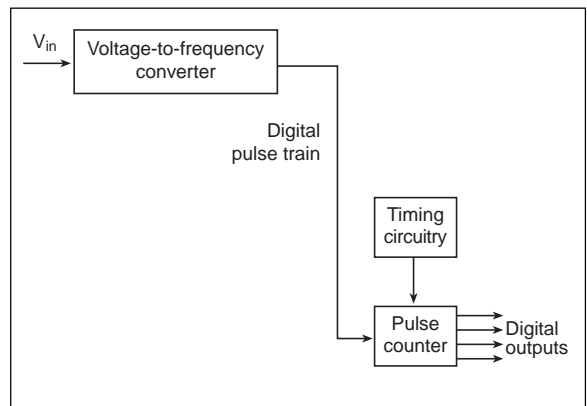 V_in
Voltage-to-frequency
converter
Digital
pulse train
Timing
circuitry
Pulse
counter
Digital
outputs